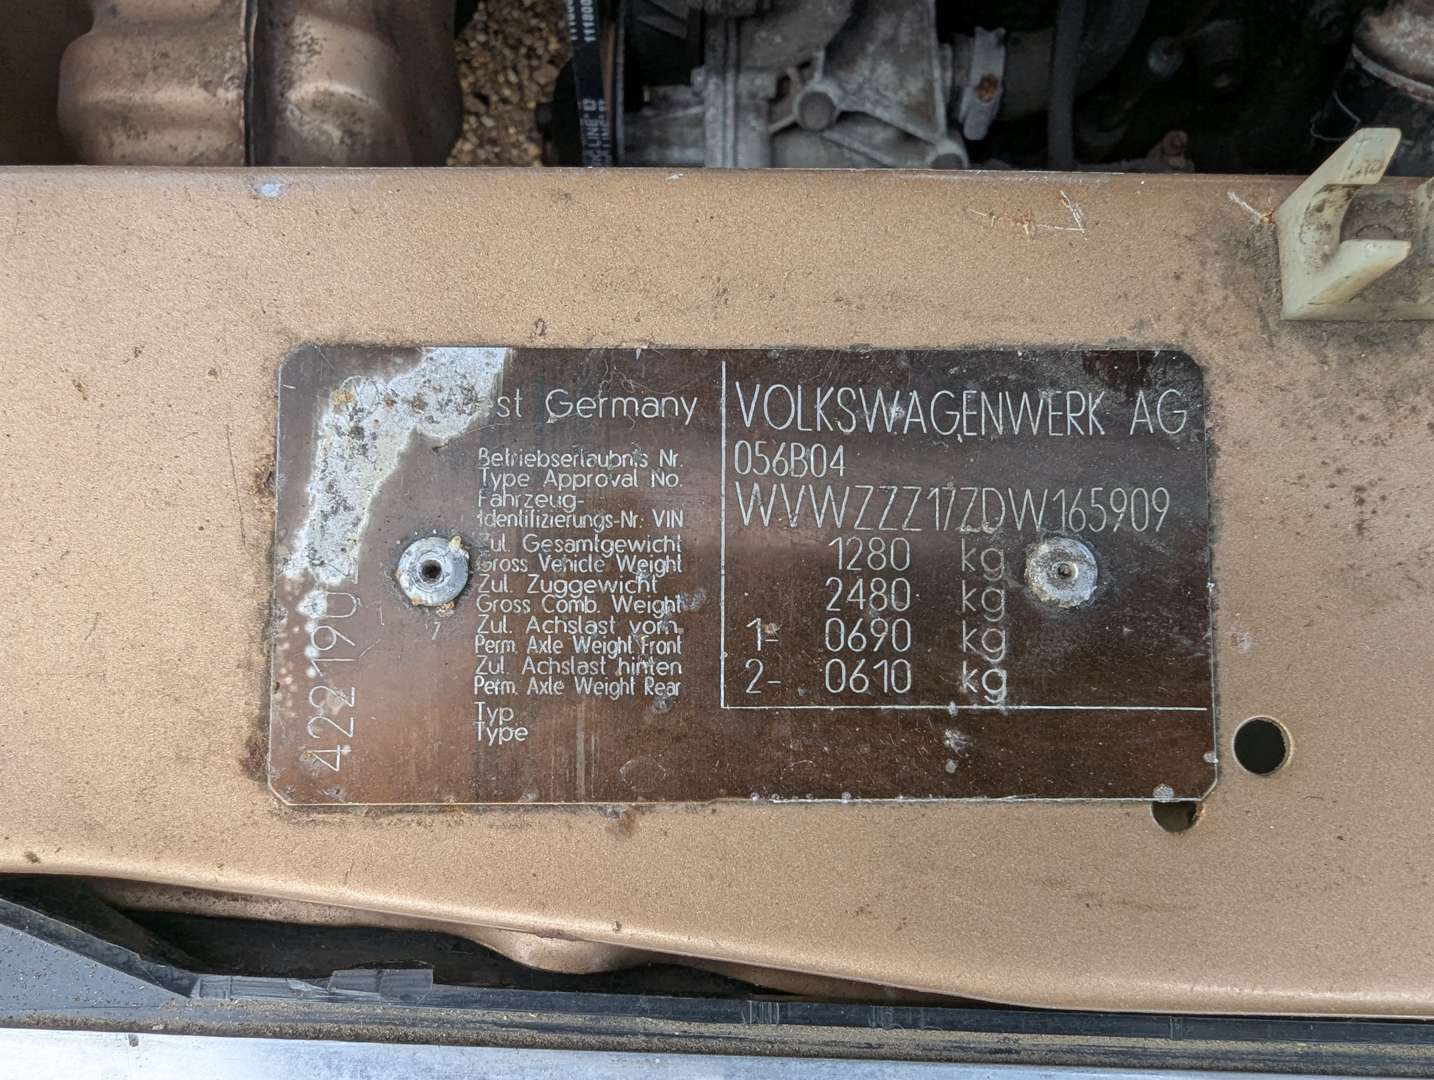 st Germany
VOLKSWAGENWERK AG
Betriebserlaubnis Nr.
Type Approval No.
056B04
Fahrzeug-
Identifizierungs-Nr. VIN
WVWZZZ17ZDW165909
Zul. Gesamtgewicht
Gross Vehicle Weight
1280 kg
Zul. Zuggewicht
Gross Comb. Weight
2480 kg
Zul. Achslast vorn
Perm. Axle Weight Front
1- 0690 kg
Zul. Achslast hinten
Perm. Axle Weight Rear
2- 0610 kg
Typ
Type
422 190